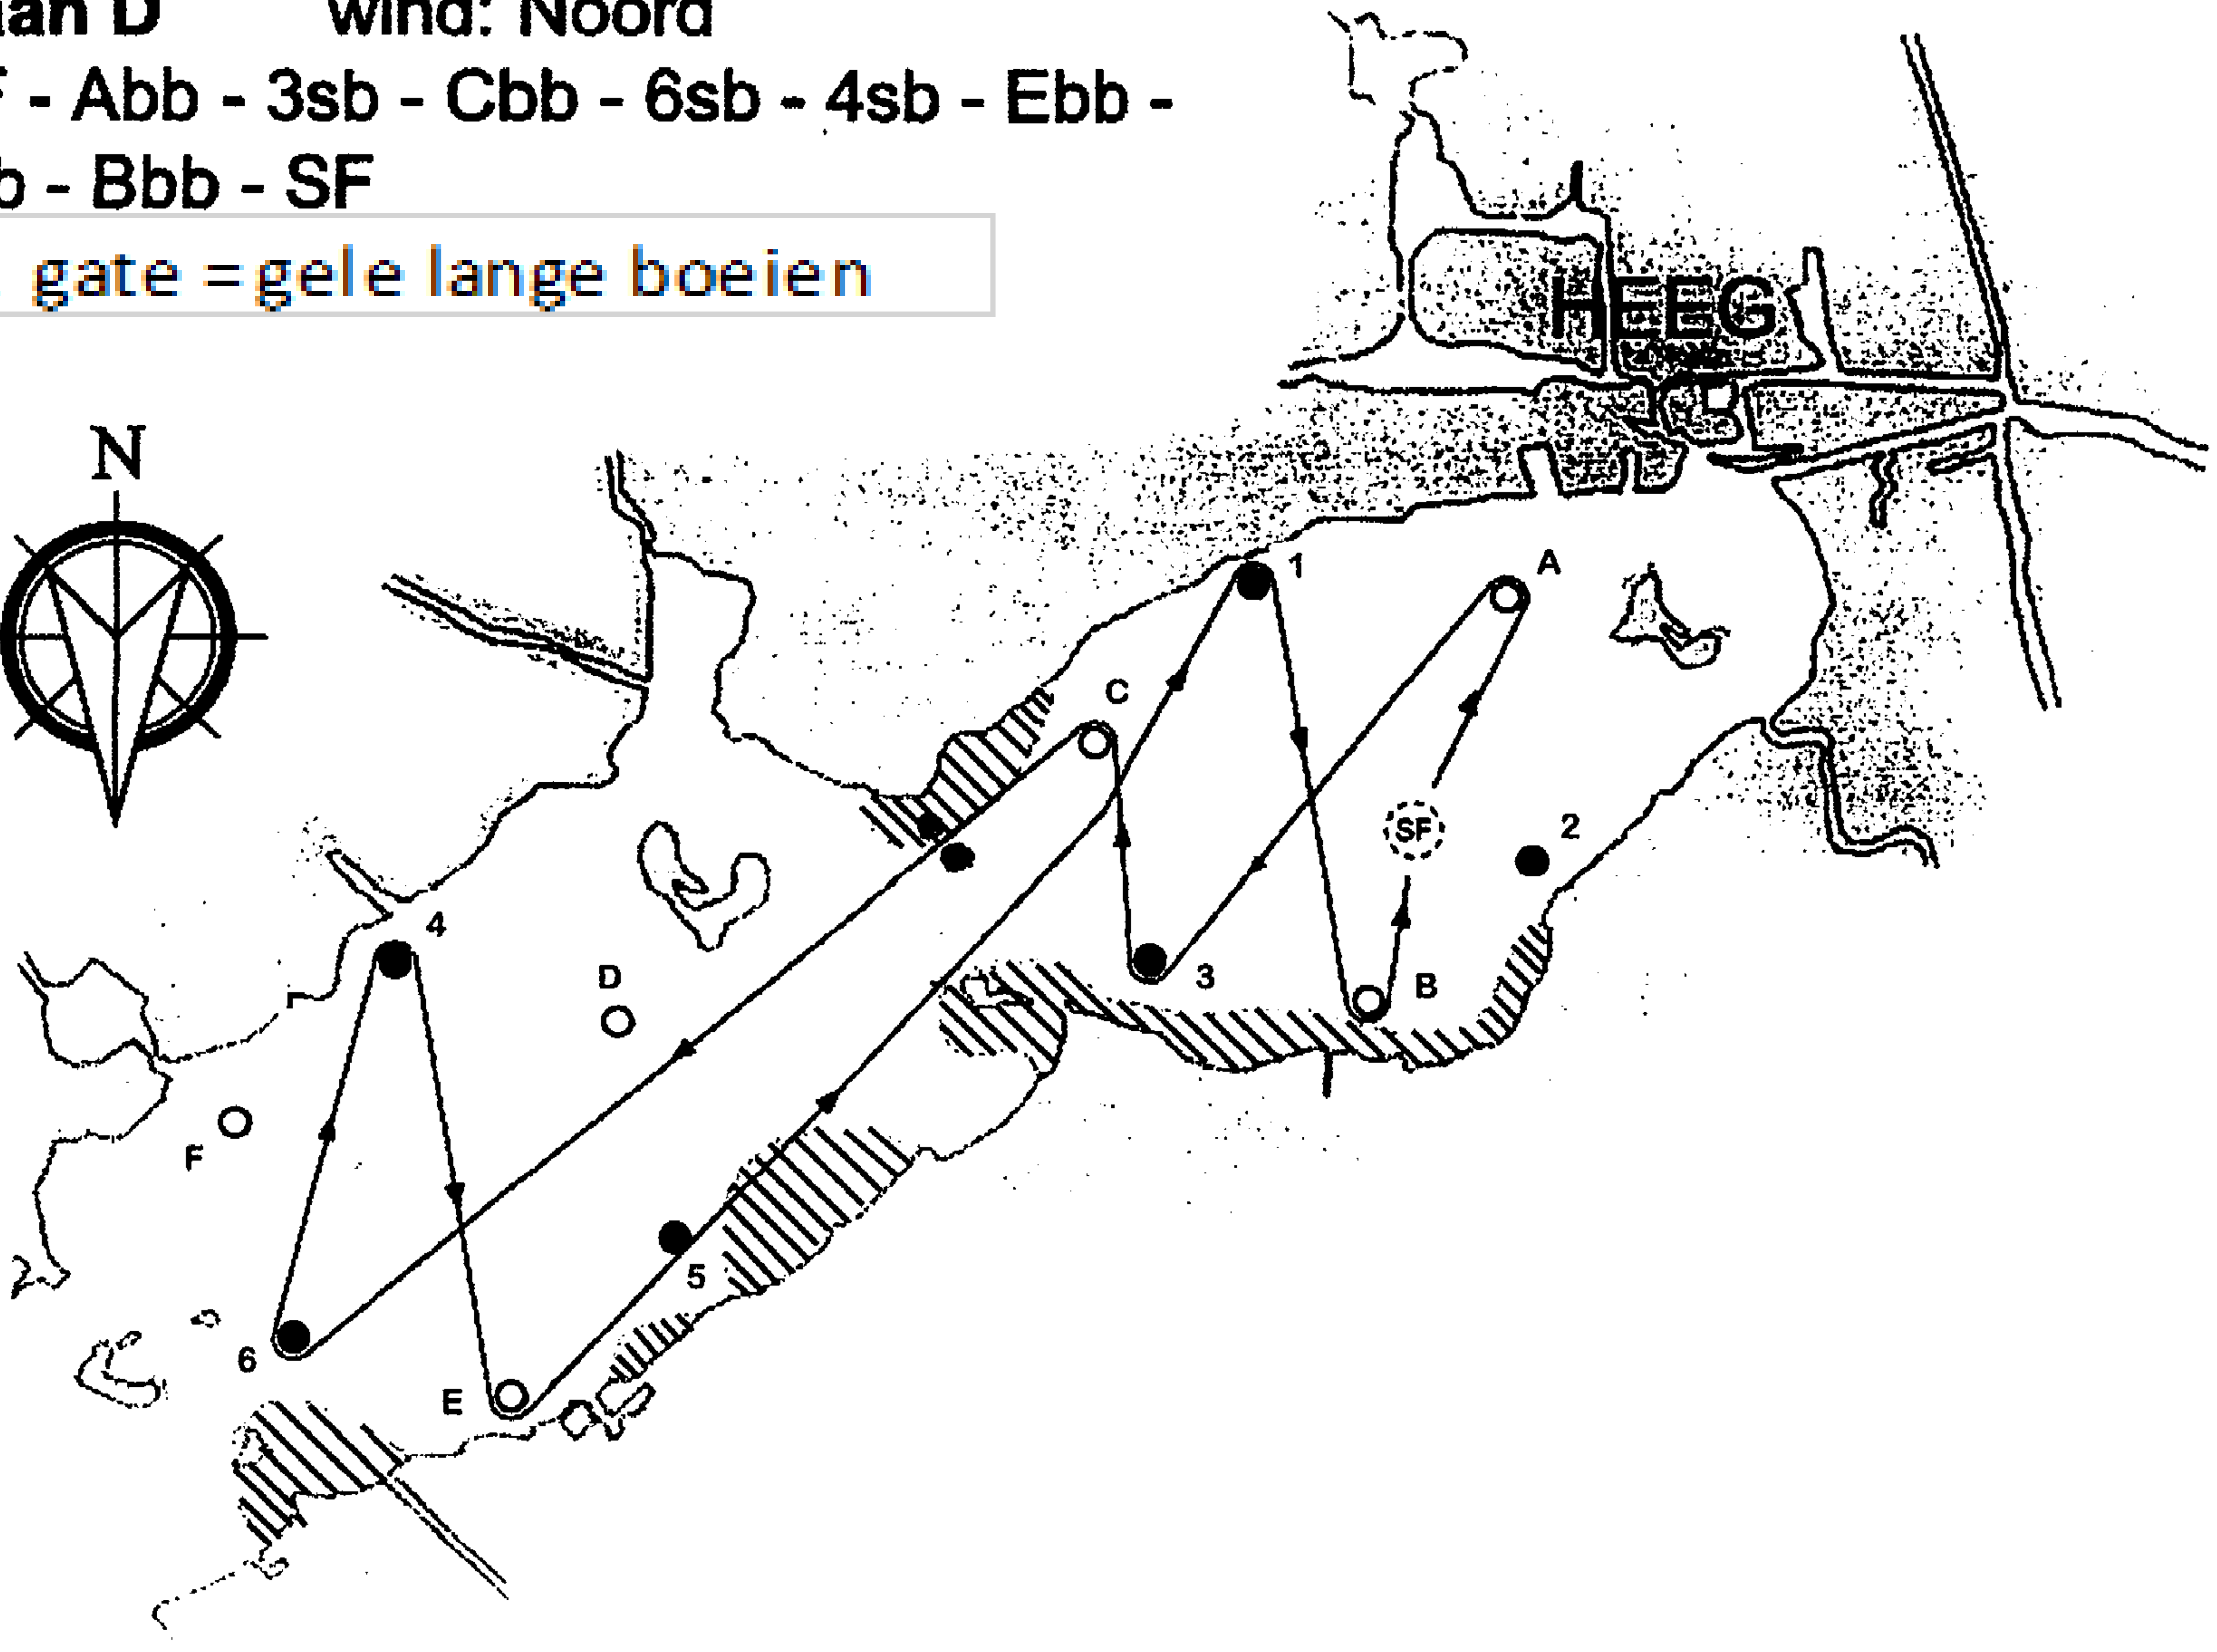 aan D wind: Noord
- Abb - 3sb - Cbb - 6sb - 4sb - Ebb -
b - Bbb - SF
gate = gele lange boeien
HEEG
N
1
A
C
SF
2
4
D
3
B
F
5
6
E